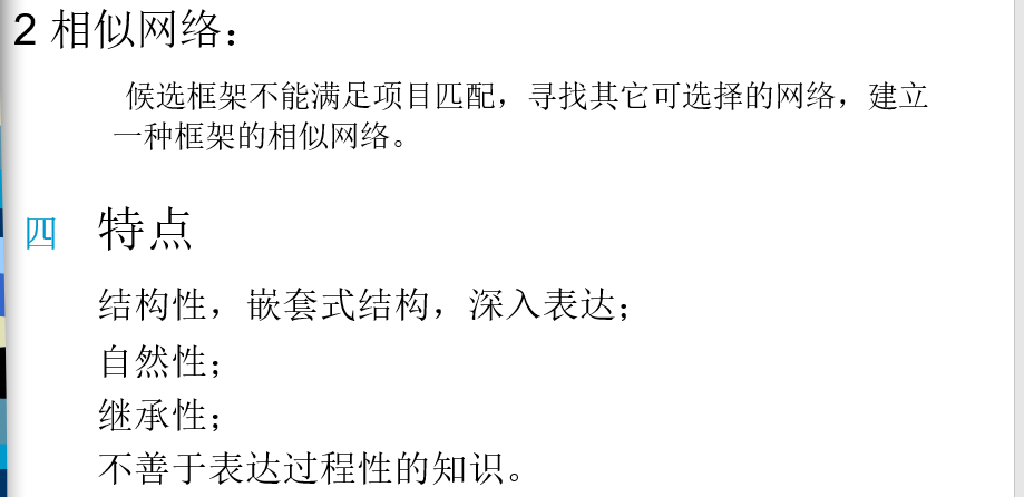 2 相似网络：
候选框架不能满足项目匹配，寻找其它可选择的网络，建立
一种框架的相似网络。
四 特点
结构性，嵌套式结构，深入表达；
自然性；
继承性；
不善于表达过程性的知识。